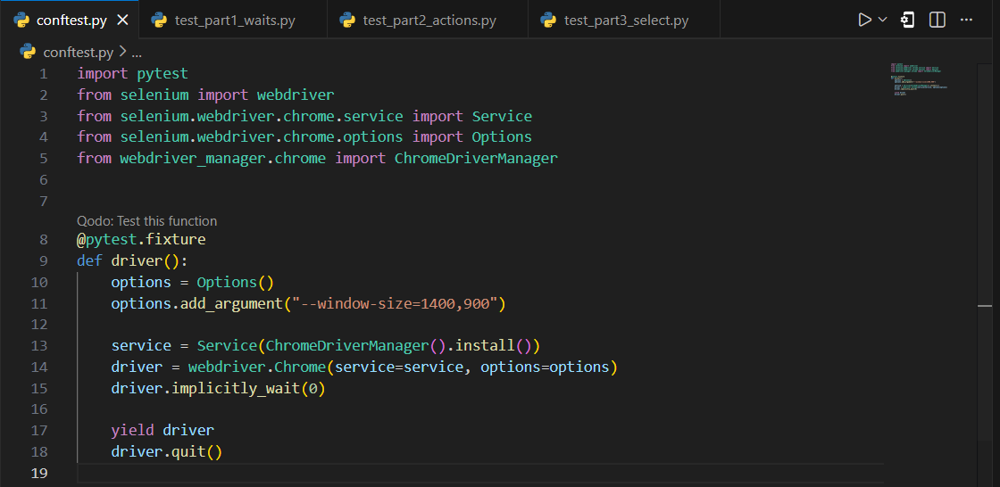 conftest.py
test_part1_waits.py
test_part2_actions.py
test_part3_select.py
conftest.py > ...
1 import pytest
2 from selenium import webdriver
3 from selenium.webdriver.chrome.service import Service
4 from selenium.webdriver.chrome.options import Options
5 from webdriver_manager.chrome import ChromeDriverManager
6
7
Qodo: Test this function
8 @pytest.fixture
9 def driver():
10     options = Options()
11     options.add_argument("--window-size=1400,900")
12
13     service = Service(ChromeDriverManager().install())
14     driver = webdriver.Chrome(service=service, options=options)
15     driver.implicitly_wait(0)
16
17     yield driver
18     driver.quit()
19